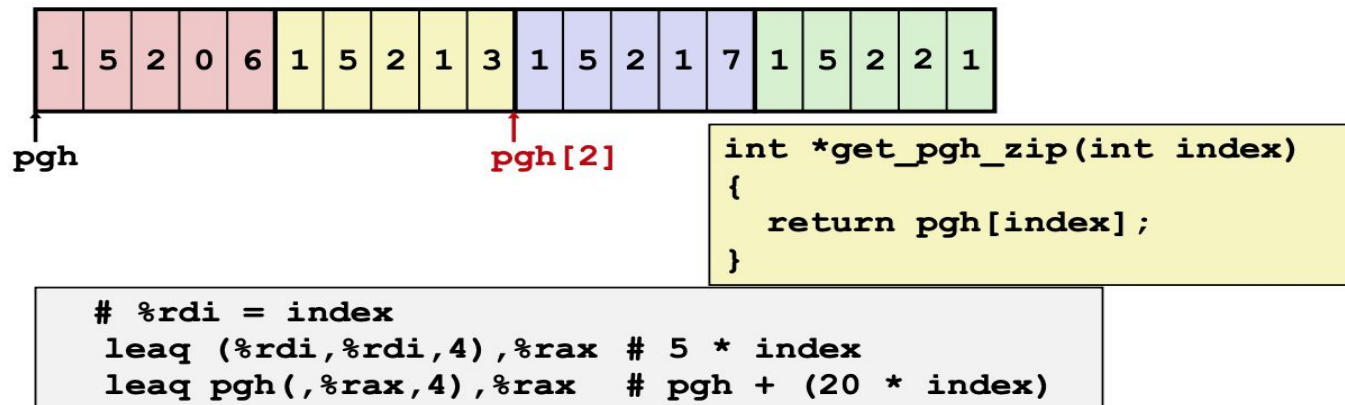 1 5 2 0 6 1 5 2 1 3 1 5 2 1 7 1 5 2 2 1
pgh
pgh[2]
int *get_pgh_zip(int index)
{
  return pgh[index];
}
# %rdi = index
leaq (%rdi,%rdi,4),%rax # 5 * index
leaq pgh(,%rax,4),%rax # pgh + (20 * index)